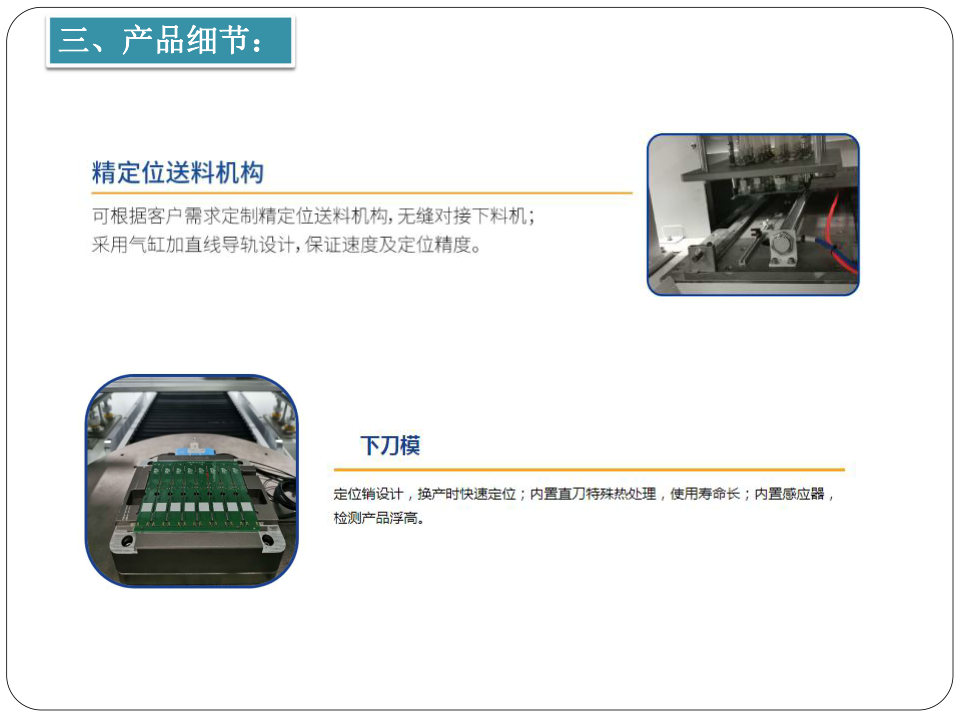 三、产品细节：
精定位送料机构
可根据客户需求定制精定位送料机构，无缝对接下料机；
采用气缸加直线导轨设计，保证速度及定位精度。
下刀模
定位销设计，换产时快速定位；内置直刀特殊热处理，使用寿命长；内置感应器，
检测产品浮高。